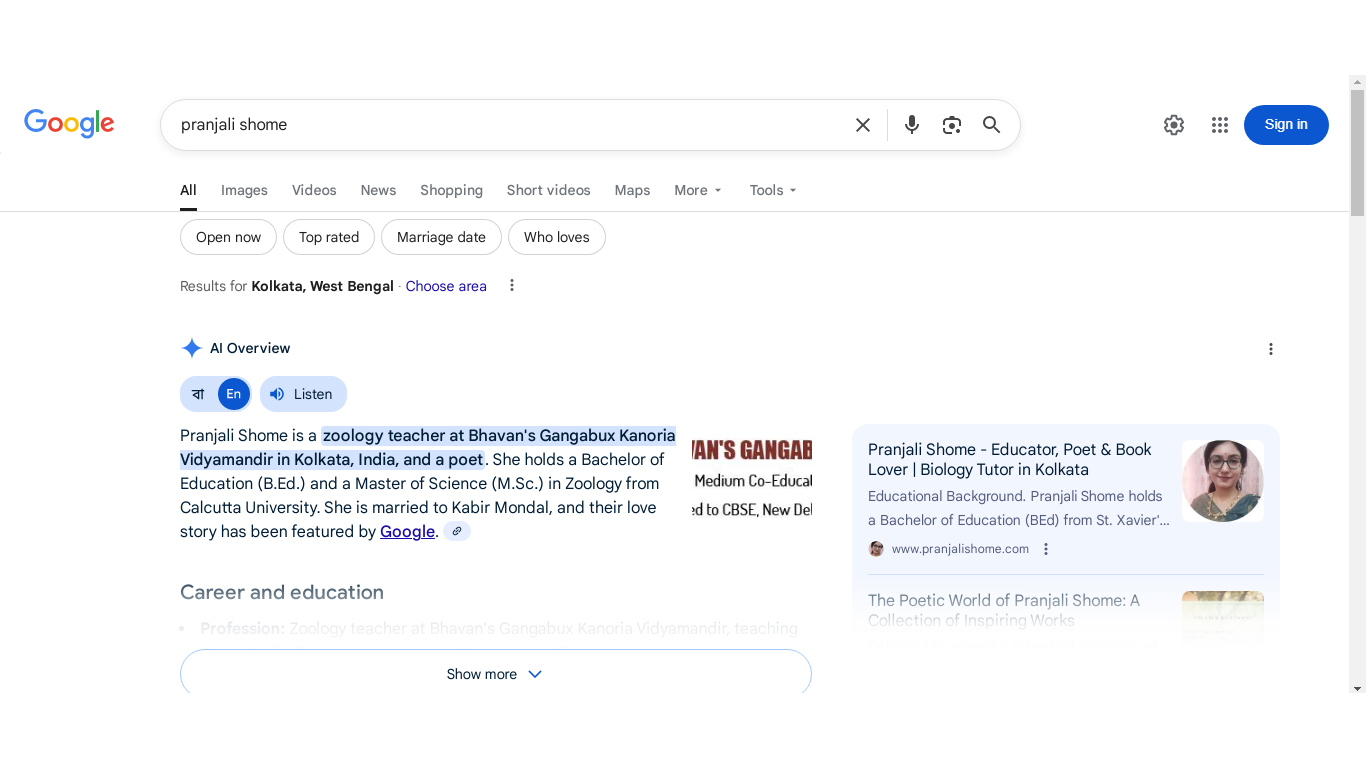 Google
pranjali shome
Sign in
All Images Videos News Shopping Short videos Maps More Tools
Open now Top rated Marriage date Who loves
Results for Kolkata, West Bengal · Choose area
AI Overview
বা En Listen
Pranjali Shome is a zoology teacher at Bhavan's Gangabux Kanoria
Vidyamandir in Kolkata, India, and a poet. She holds a Bachelor of
Education (B.Ed.) and a Master of Science (M.Sc.) in Zoology from
Calcutta University. She is married to Kabir Mondal, and their love
story has been featured by Google.
VAN'S GANGAB
Medium Co-Educat
ed to CBSE, New Del
Career and education
• Profession: Zoology teacher at Bhavan's Gangabux Kanoria Vidyamandir, teaching
Show more
Pranjali Shome - Educator, Poet & Book
Lover | Biology Tutor in Kolkata
Educational Background. Pranjali Shome holds
a Bachelor of Education (BEd) from St. Xavier'...
www.pranjalishome.com
The Poetic World of Pranjali Shome: A
Collection of Inspiring Works